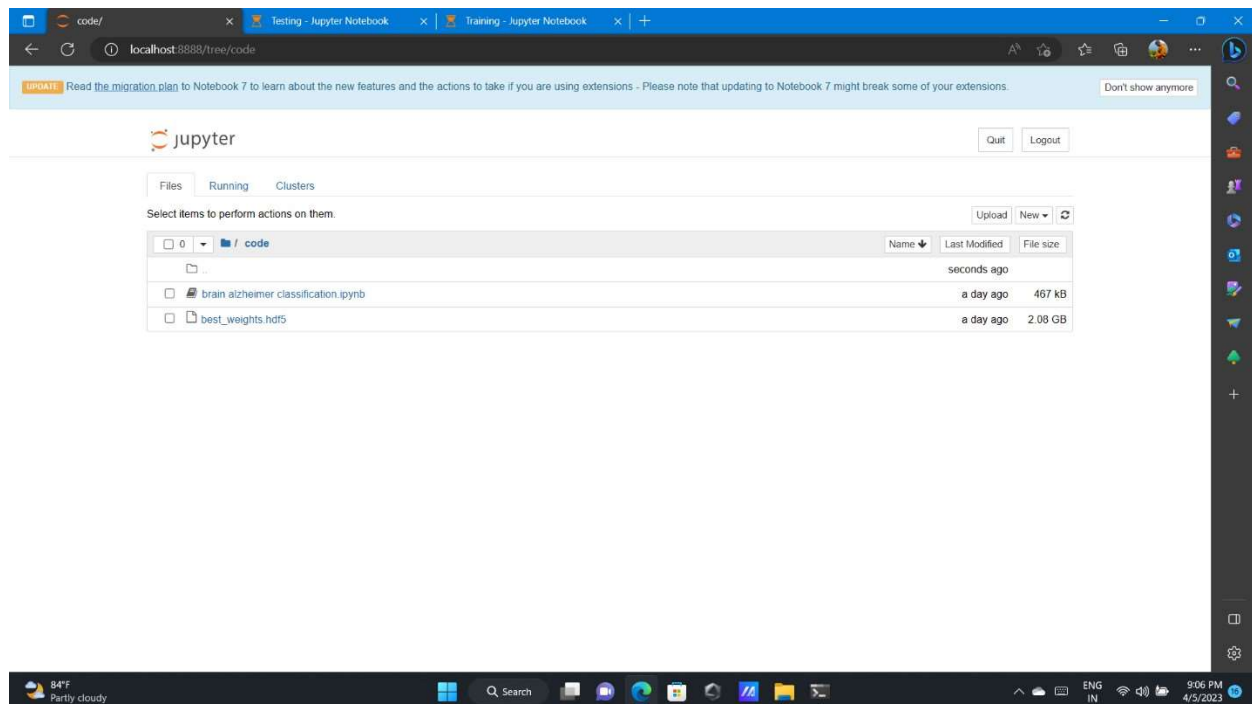 code/
Testing - Jupyter Notebook
Training - Jupyter Notebook
localhost:8888/tree/code
UPDATE Read the migration plan to Notebook 7 to learn about the new features and the actions to take if you are using extensions - Please note that updating to Notebook 7 might break some of your extensions.
Don't show anymore
jupyter
Quit Logout
Files Running Clusters
Select items to perform actions on them.
Upload New
0 / code Name Last Modified File size
.. seconds ago
brain alzheimer classification.ipynb a day ago 467 kB
best_weights.hdf5 a day ago 2.08 GB
84°F
Partly cloudy
Search
ENG
IN
9:06 PM
4/5/2023
16